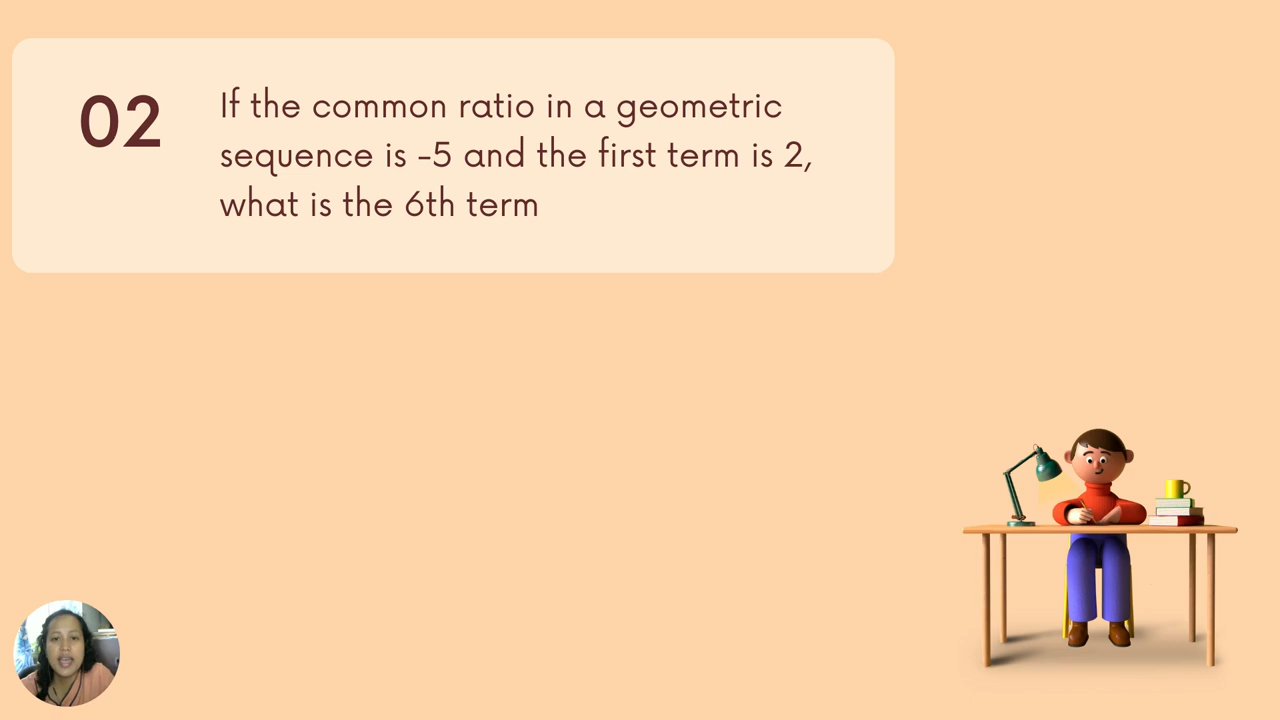 02
If the common ratio in a geometric
sequence is -5 and the first term is 2,
what is the 6th term